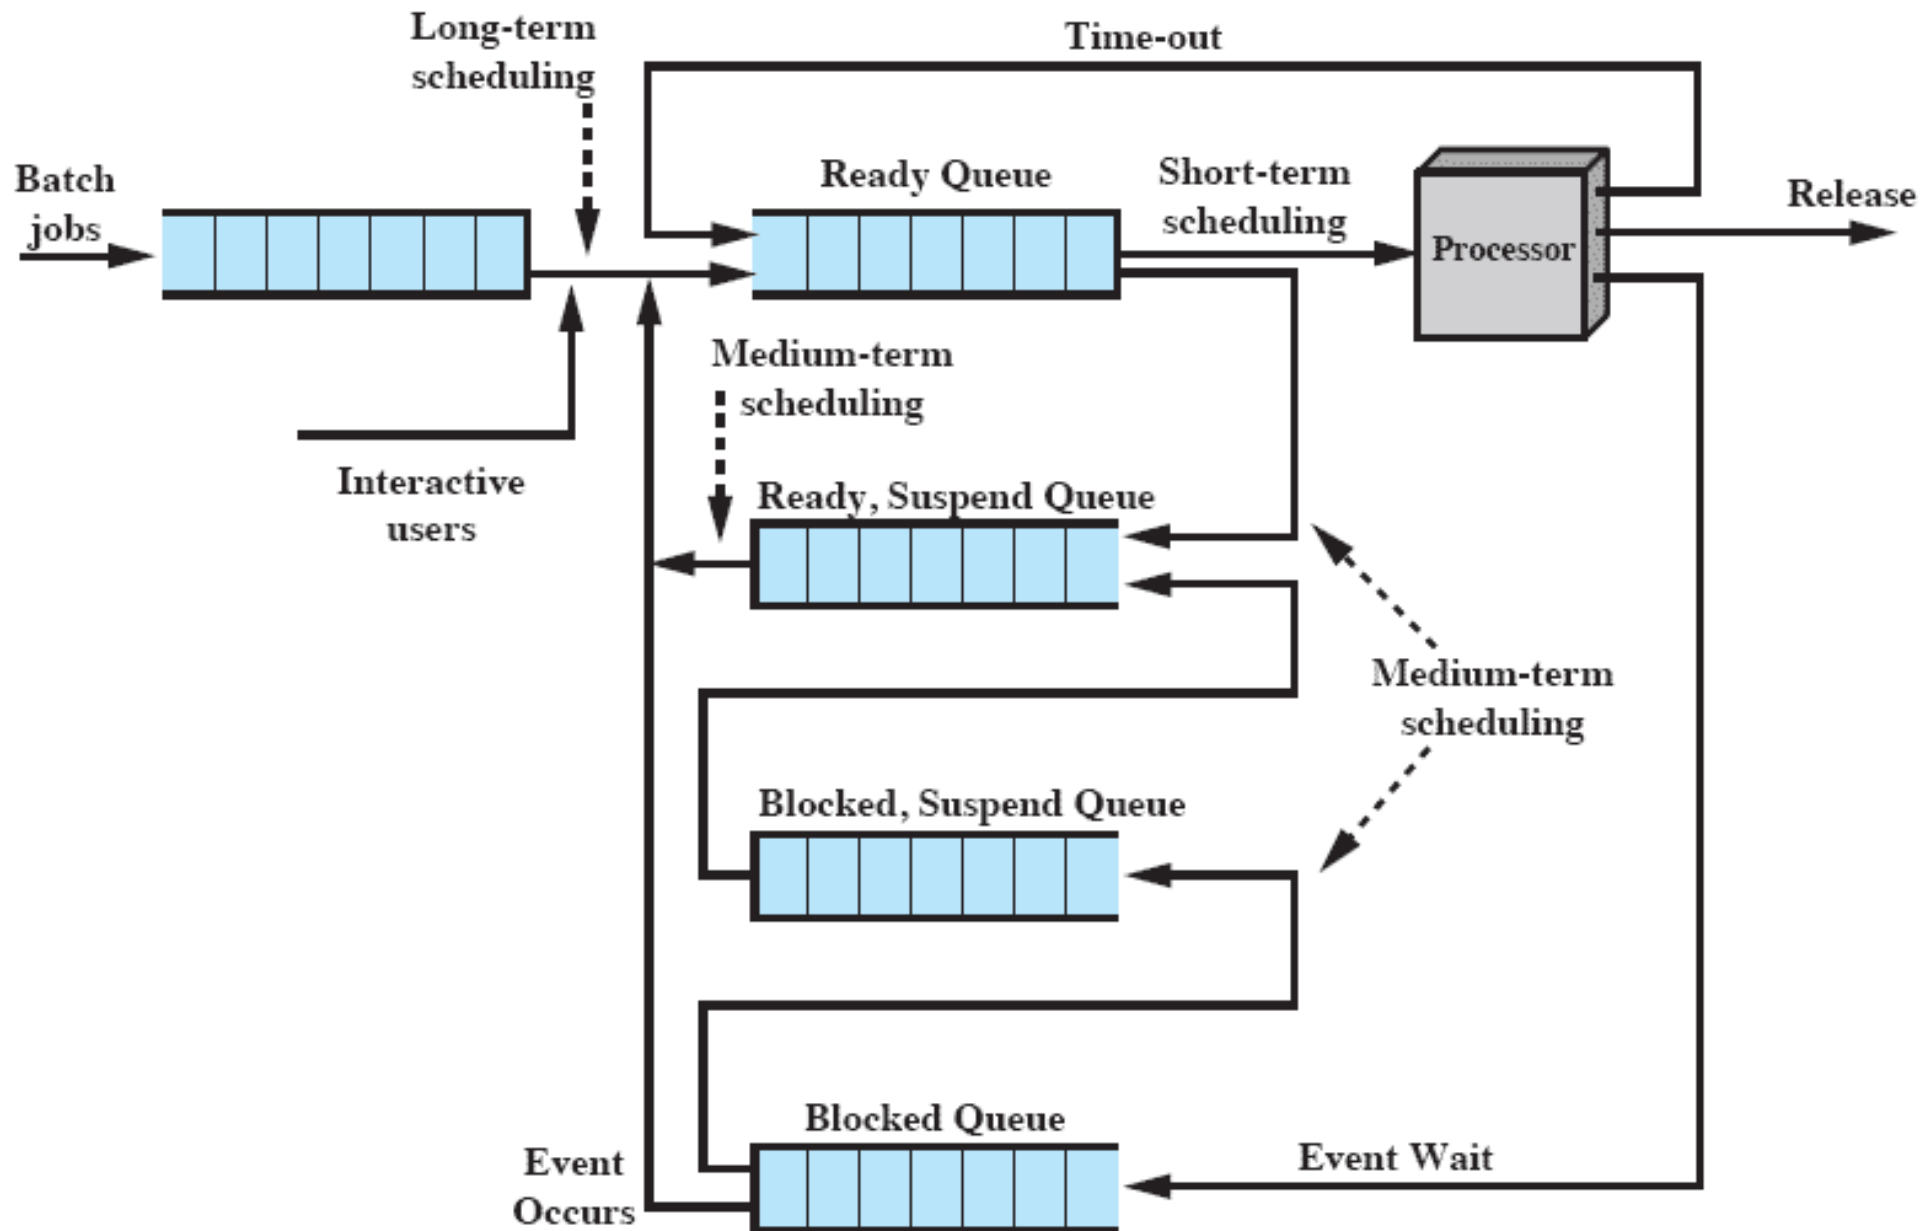 Long-term
scheduling
Time-out
Batch
jobs
Ready Queue
Short-term
scheduling
Processor
Release
Medium-term
scheduling
Interactive
users
Ready, Suspend Queue
Medium-term
scheduling
Blocked, Suspend Queue
Blocked Queue
Event
Occurs
Event Wait